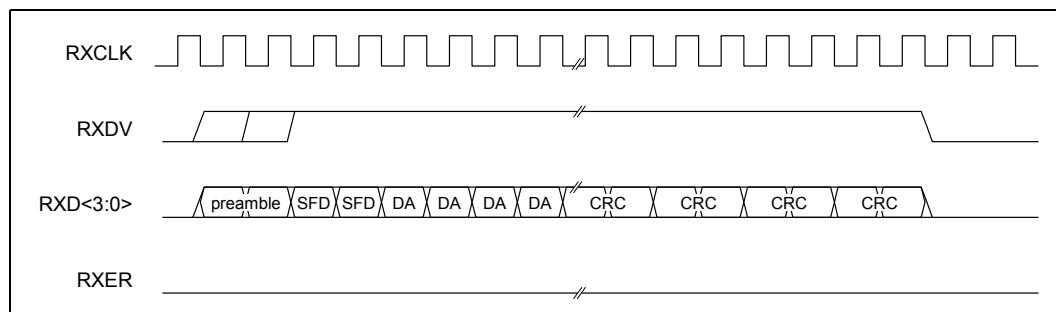 RXCLK
RXDV
RXD<3:0>
preamble SFD SFD DA DA DA DA CRC CRC CRC CRC
RXER